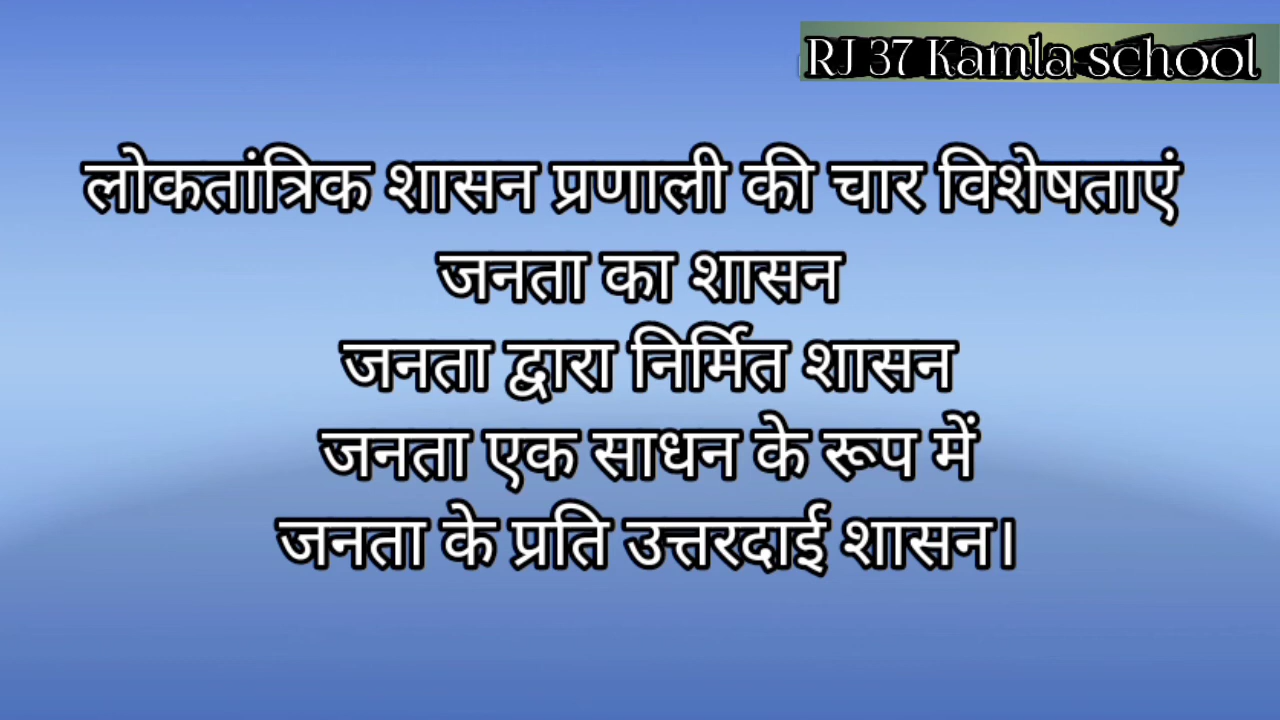 RJ 37 Kamla school
लोकतांत्रिक शासन प्रणाली की चार विशेषताएं
जनता का शासन
जनता द्वारा निर्मित शासन
जनता एक साधन के रूप में
जनता के प्रति उत्तरदाई शासन।